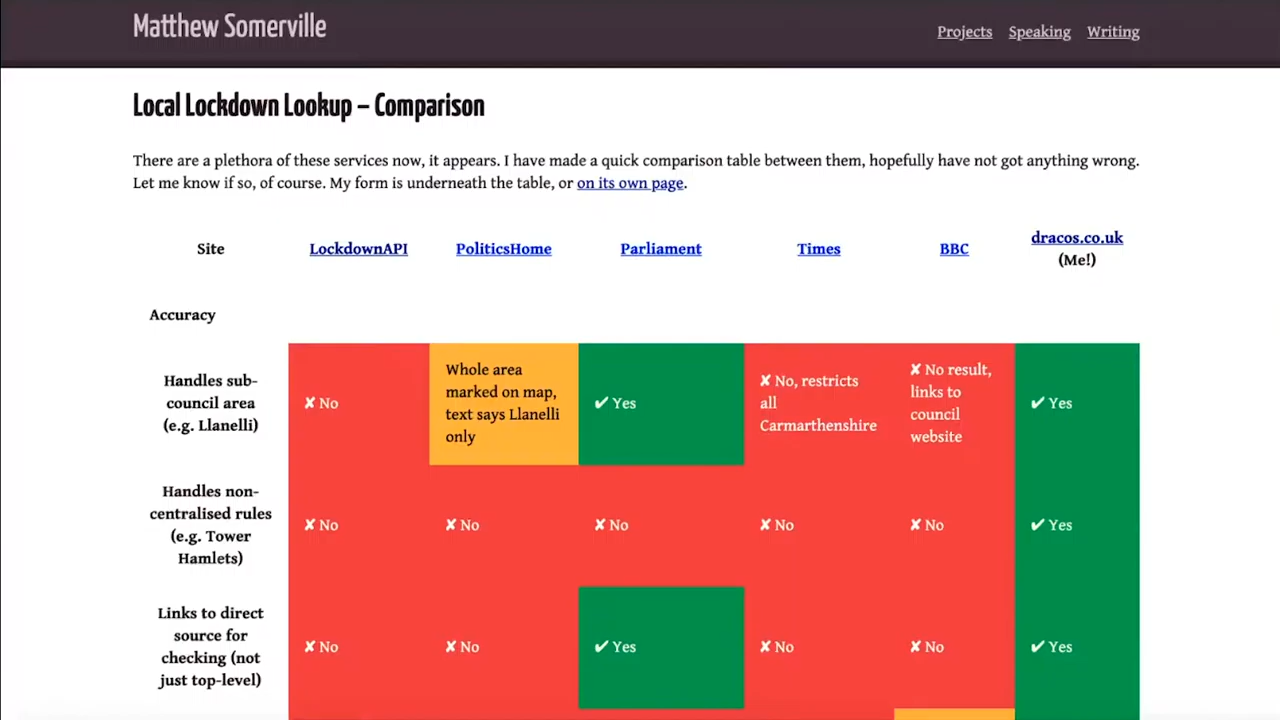 Matthew Somerville
Projects Speaking Writing
Local Lockdown Lookup – Comparison
There are a plethora of these services now, it appears. I have made a quick comparison table between them, hopefully have not got anything wrong.
Let me know if so, of course. My form is underneath the table, or on its own page.
Site LockdownAPI PoliticsHome Parliament Times BBC dracos.co.uk
(Me!)
Accuracy
Handles sub-
council area
(e.g. Llanelli)
✘ No
Whole area
marked on map,
text says Llanelli
only
✔ Yes
✘ No, restricts
all
Carmarthenshire
✘ No result,
links to
council
website
✔ Yes
Handles non-
centralised rules
(e.g. Tower
Hamlets)
✘ No
✘ No
✘ No
✘ No
✘ No
✔ Yes
Links to direct
source for
checking (not
just top-level)
✘ No
✘ No
✔ Yes
✘ No
✘ No
✔ Yes